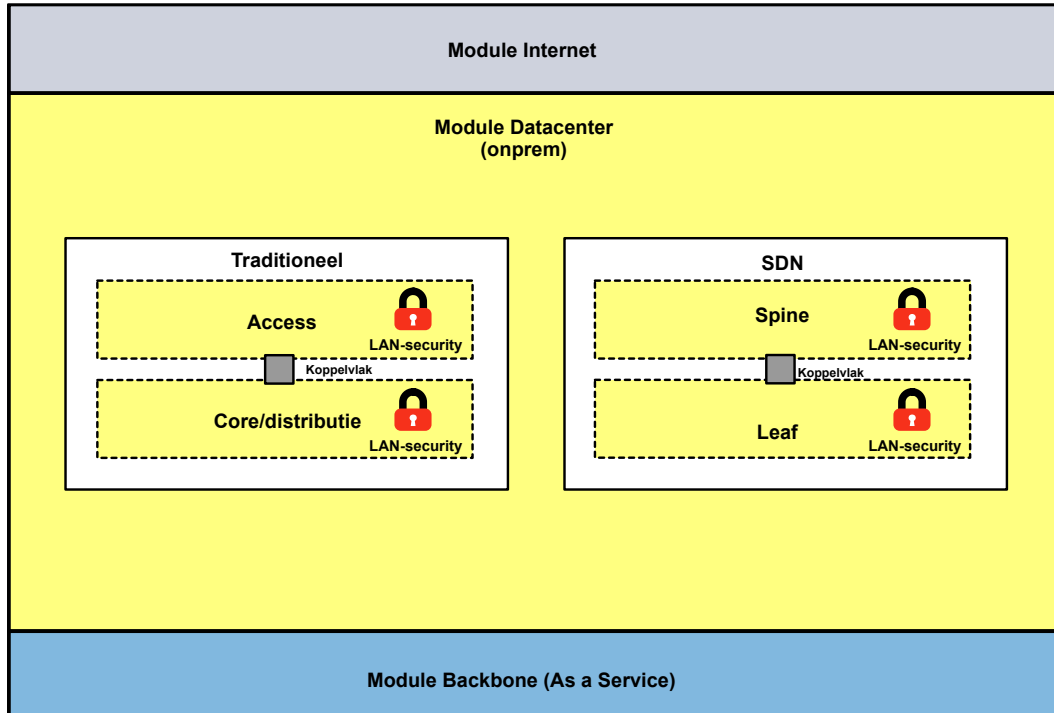 Module Internet
Module Datacenter
(onprem)
Traditioneel
Access
LAN-security
Koppelvlak
Core/distributie
LAN-security
SDN
Spine
LAN-security
Koppelvlak
Leaf
LAN-security
Module Backbone (As a Service)